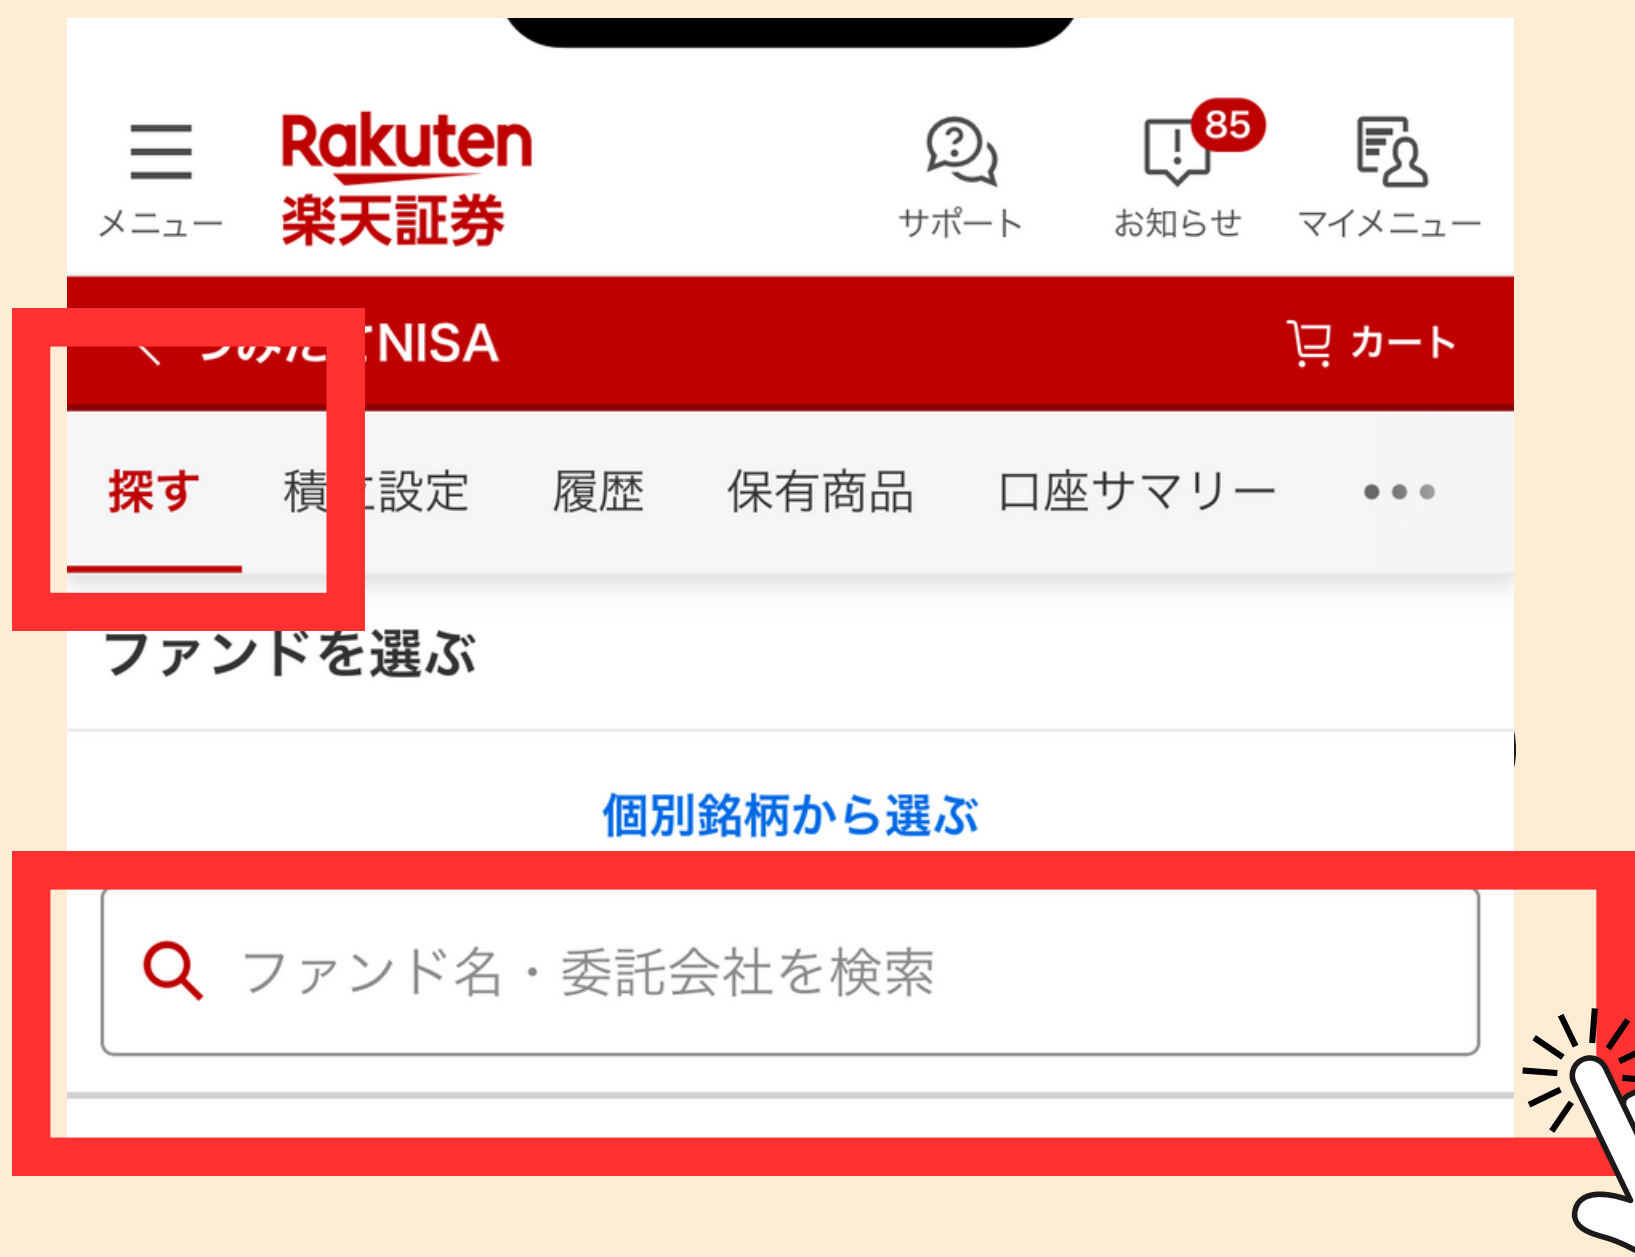 Rakuten
楽天証券
メニュー
サポート
85
お知らせ
マイメニュー
NISA
カート
探す 積 設定 履歴 保有商品 口座サマリー •••
ファンドを選ぶ
個別銘柄から選ぶ
ファンド名・委託会社を検索